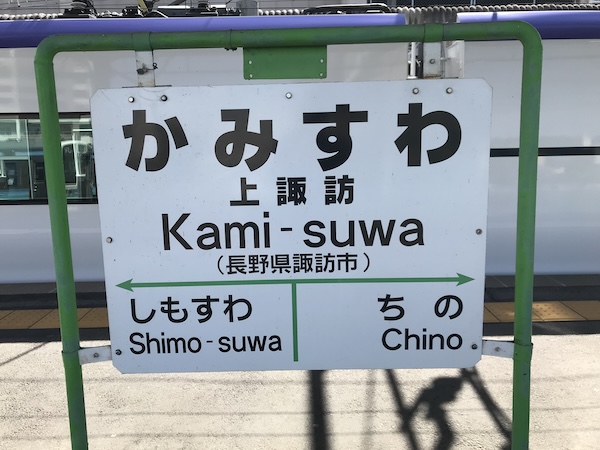 かみすわ
上諏訪
Kami-suwa
(長野県諏訪市)
しもすわ ちの
Shimo-suwa Chino